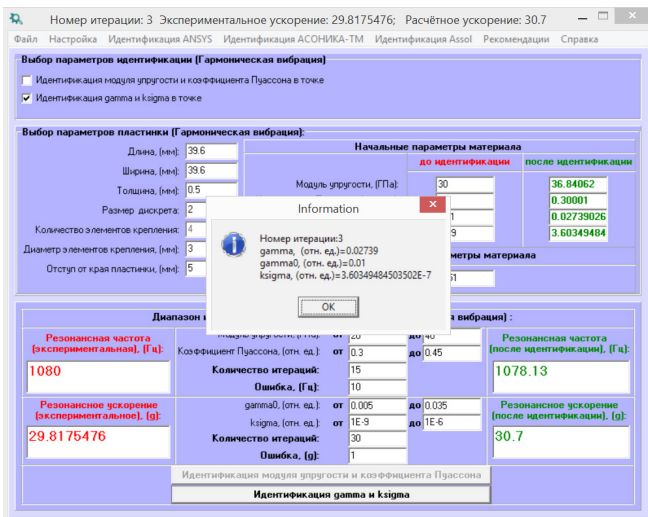 Номер итерации: 3 Экспериментальное ускорение: 29.8175476; Расчётное ускорение: 30.7
Файл Настройка Идентификация ANSYS Идентификация АСОНИКА-ТМ Идентификация Assol Рекомендации Справка
Выбор параметров идентификации (Гармоническая вибрация)
Идентификация модуля упругости и коэффициента Пуассона в точке
Идентификация gamma и ksigma в точке
Выбор параметров пластинки (Гармоническая вибрация):
Длина, (мм): 39.6
Ширина, (мм): 39.6
Толщина, (мм): 0.5
Размер дискрета: 2
Количество элементов крепления: 4
Диаметр элементов крепления, (мм): 3
Отступ от края пластинки, (мм): 5
Начальные параметры материала
до идентификации после идентификации
Модуль упругости, (ГПа): 30 36.84062
0.30001
0.02739026
3.60349484
метры материала
Information
Номер итерации:3
gamma, (отн. ед.)=0.02739
gamma0, (отн. ед.)=0.01
ksigma, (отн. ед.)=3.60349484503502E-7
OK
Резонансная частота (экспериментальная), (Гц):
1080
от 20 до 40
Коэффициент Пуассона, (отн. ед.): от 0.3 до 0.45
Количество итераций: 15
Ошибка, (Гц): 10
Резонансная частота (после идентификации), (Гц):
1078.13
Резонансное ускорение (экспериментальное), (g):
29.8175476
gamma0, (отн. ед.): от 0.005 до 0.035
ksigma, (отн. ед.): от 1E-9 до 1E-6
Количество итераций: 30
Ошибка, (g): 1
Резонансное ускорение (после идентификации), (g):
30.7
Идентификация модуля упругости и коэффициента Пуассона
Идентификация gamma и ksigma